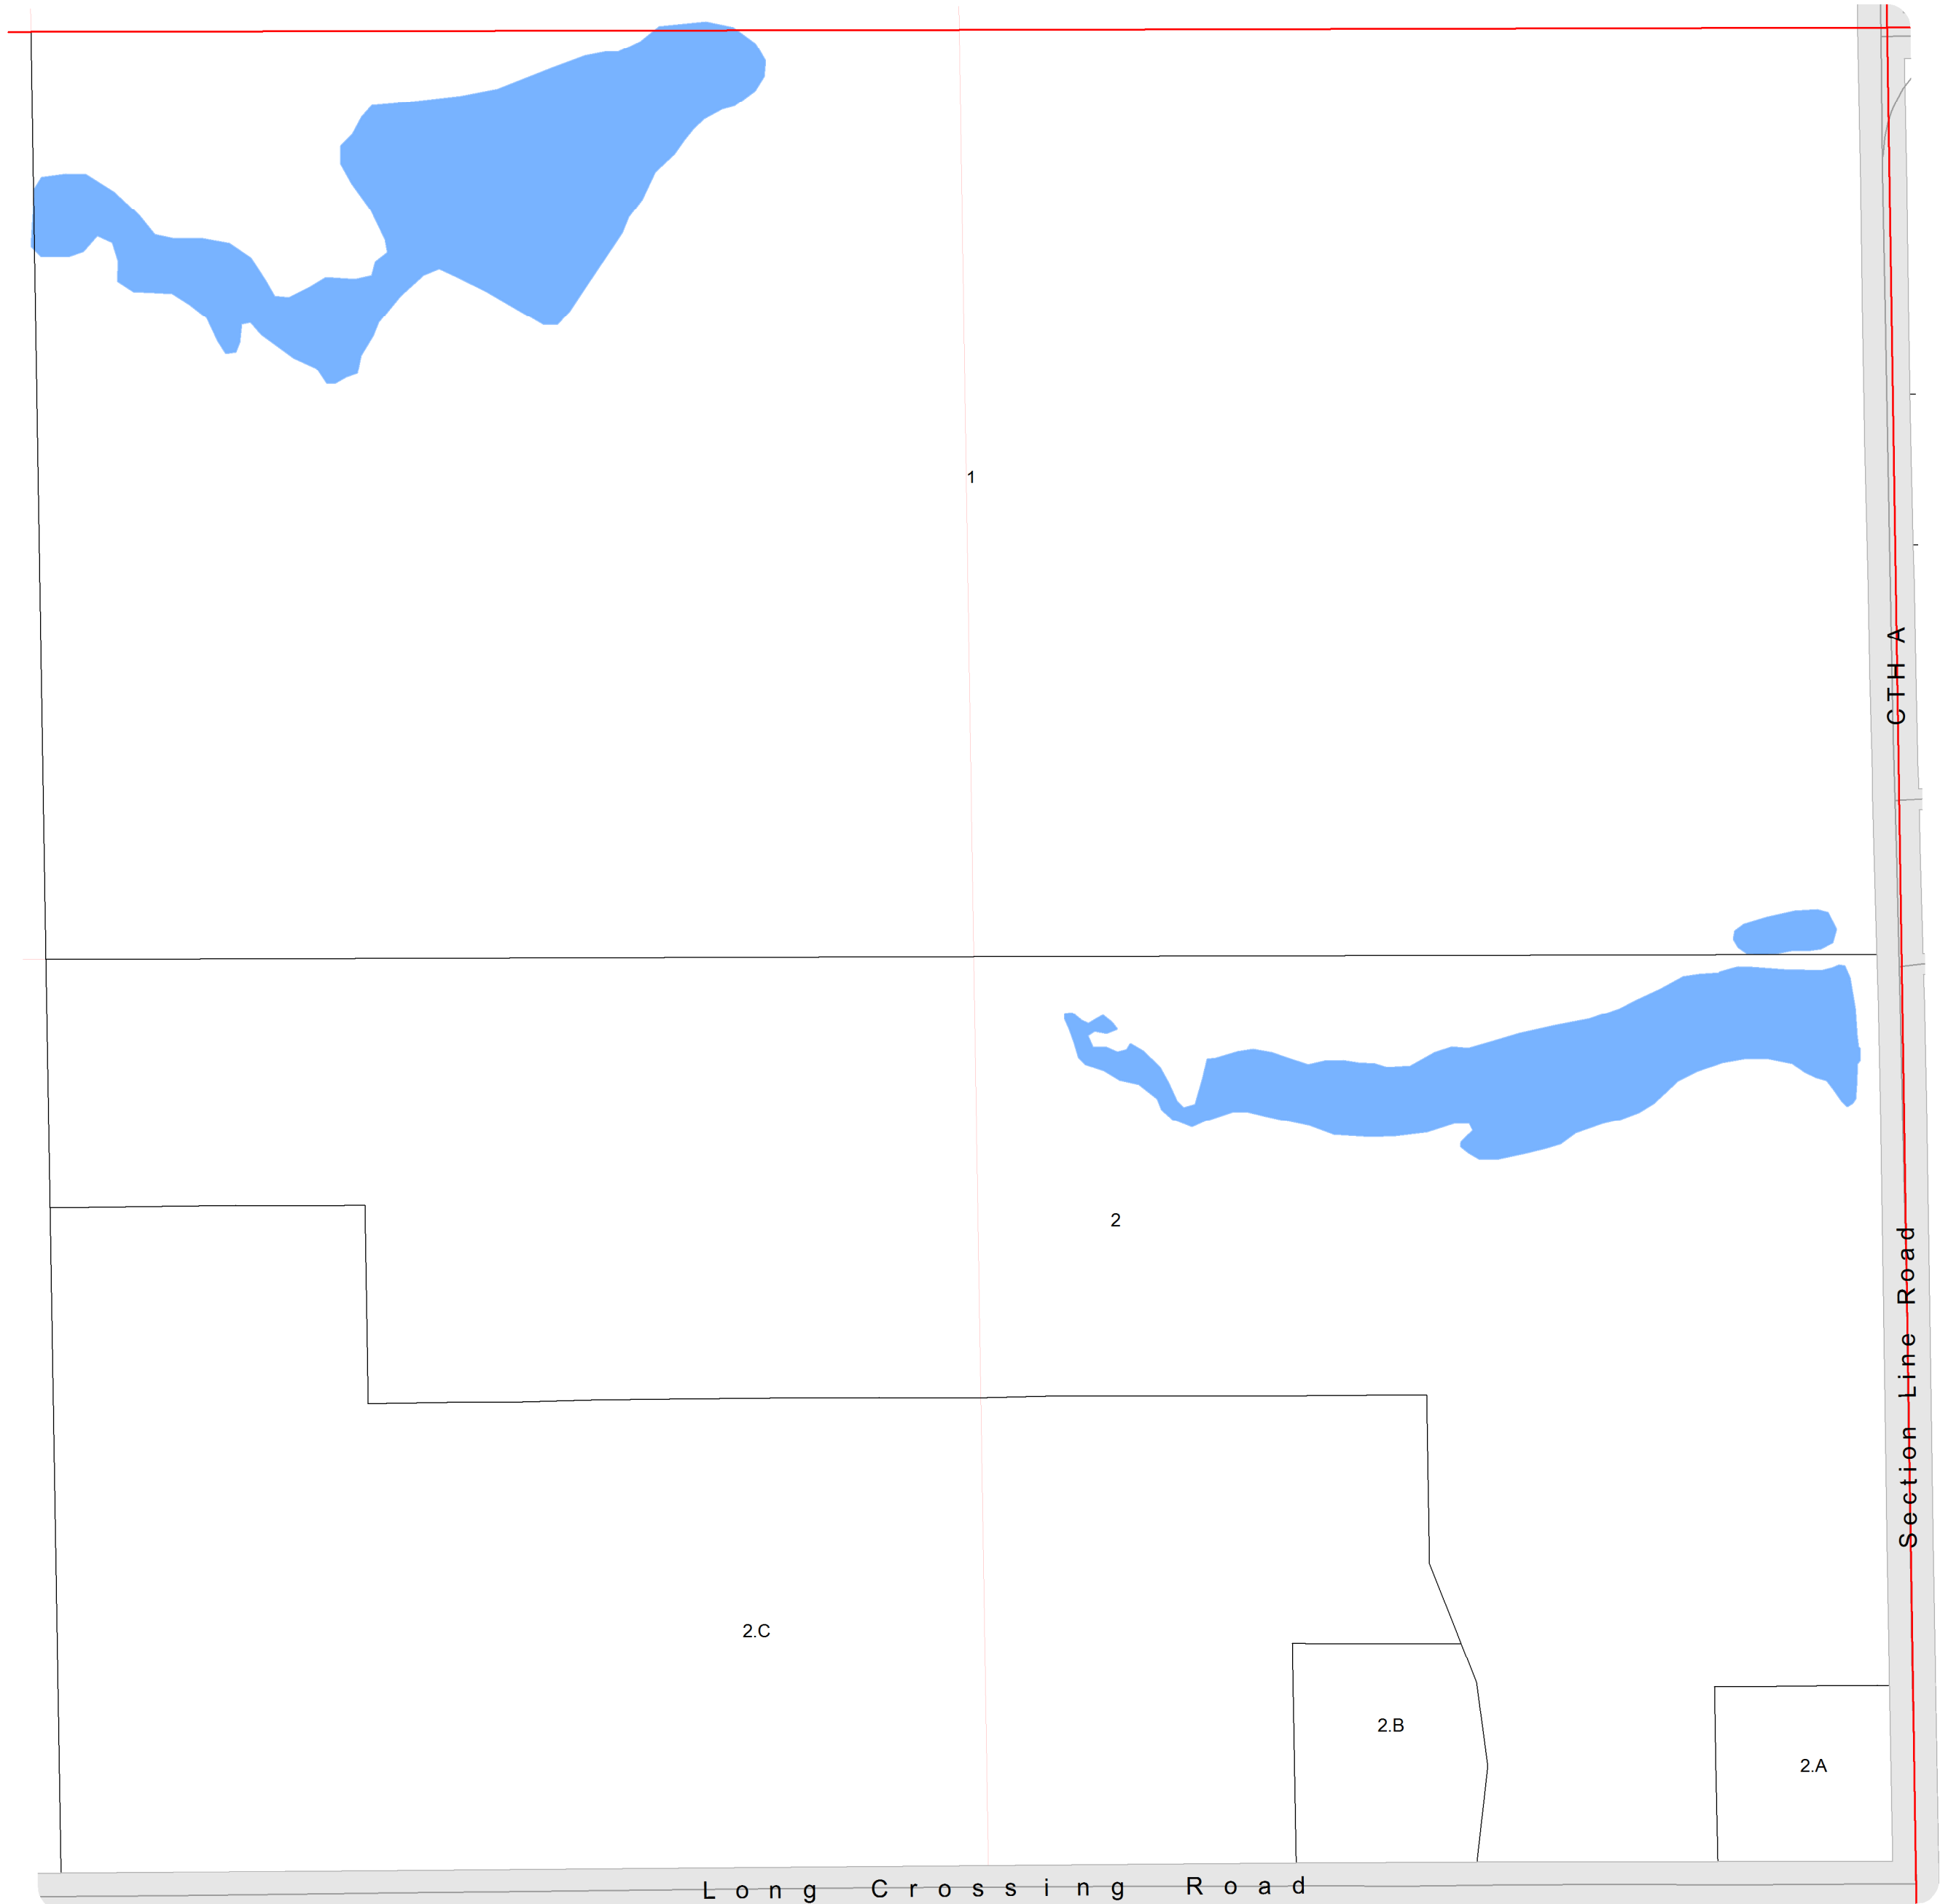 1
CTH A
2
Section Line Road
2.C
2.B
2.A
Long Crossing Road